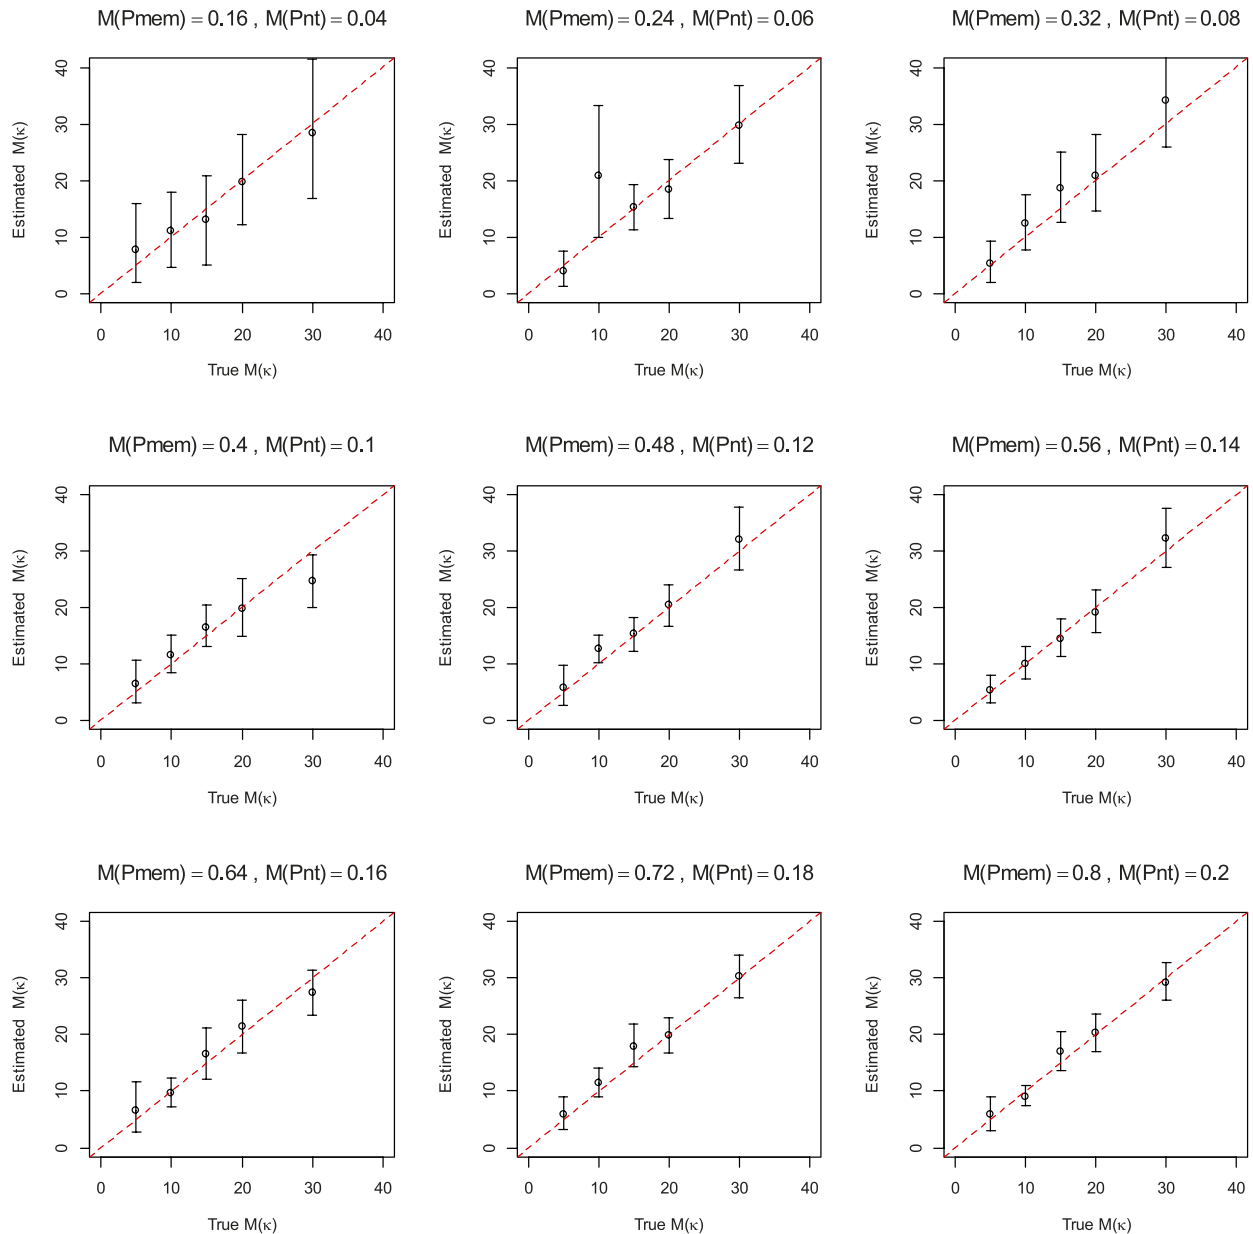 M(Pmem) = 0.16 , M(Pnt) = 0.04
Estimated M(κ)
40
30
20
10
0
0 10 20 30 40
True M(κ)
M(Pmem) = 0.24 , M(Pnt) = 0.06
Estimated M(κ)
40
30
20
10
0
0 10 20 30 40
True M(κ)
M(Pmem) = 0.32 , M(Pnt) = 0.08
Estimated M(κ)
40
30
20
10
0
0 10 20 30 40
True M(κ)
M(Pmem) = 0.4 , M(Pnt) = 0.1
Estimated M(κ)
40
30
20
10
0
0 10 20 30 40
True M(κ)
M(Pmem) = 0.48 , M(Pnt) = 0.12
Estimated M(κ)
40
30
20
10
0
0 10 20 30 40
True M(κ)
M(Pmem) = 0.56 , M(Pnt) = 0.14
Estimated M(κ)
40
30
20
10
0
0 10 20 30 40
True M(κ)
M(Pmem) = 0.64 , M(Pnt) = 0.16
Estimated M(κ)
40
30
20
10
0
0 10 20 30 40
True M(κ)
M(Pmem) = 0.72 , M(Pnt) = 0.18
Estimated M(κ)
40
30
20
10
0
0 10 20 30 40
True M(κ)
M(Pmem) = 0.8 , M(Pnt) = 0.2
Estimated M(κ)
40
30
20
10
0
0 10 20 30 40
True M(κ)